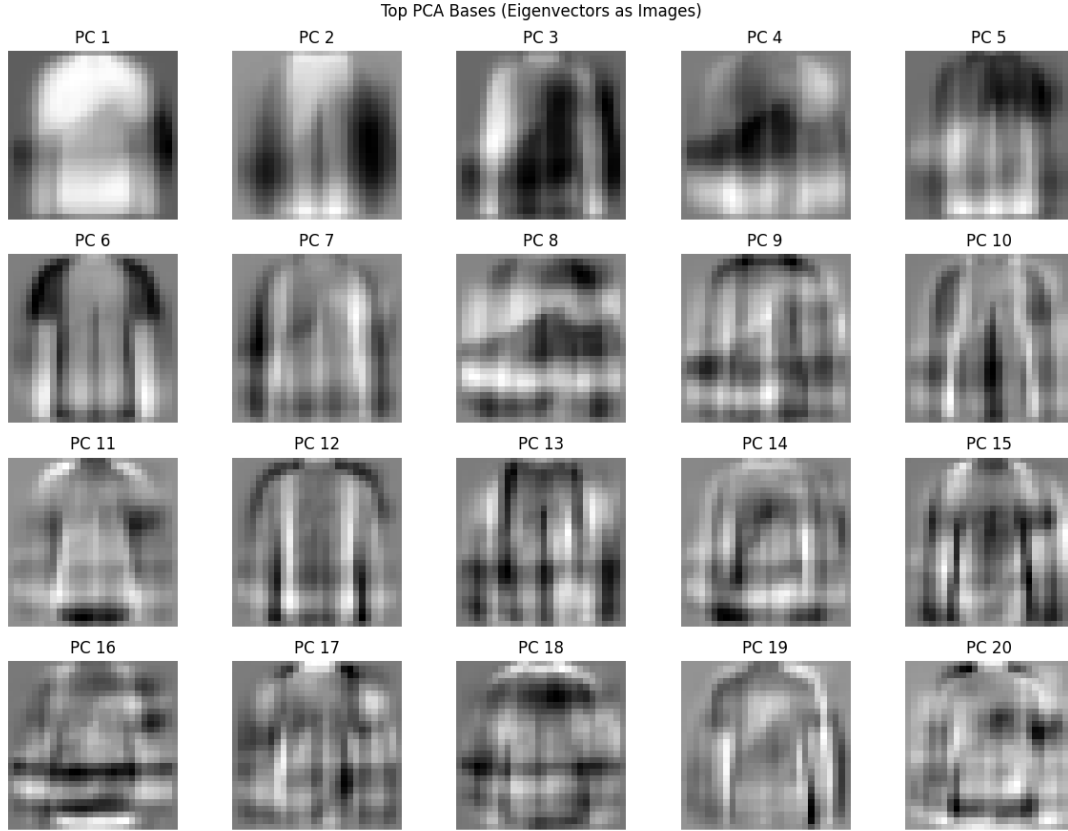 Top PCA Bases (Eigenvectors as Images)
PC 1 PC 2 PC 3 PC 4 PC 5
PC 6 PC 7 PC 8 PC 9 PC 10
PC 11 PC 12 PC 13 PC 14 PC 15
PC 16 PC 17 PC 18 PC 19 PC 20